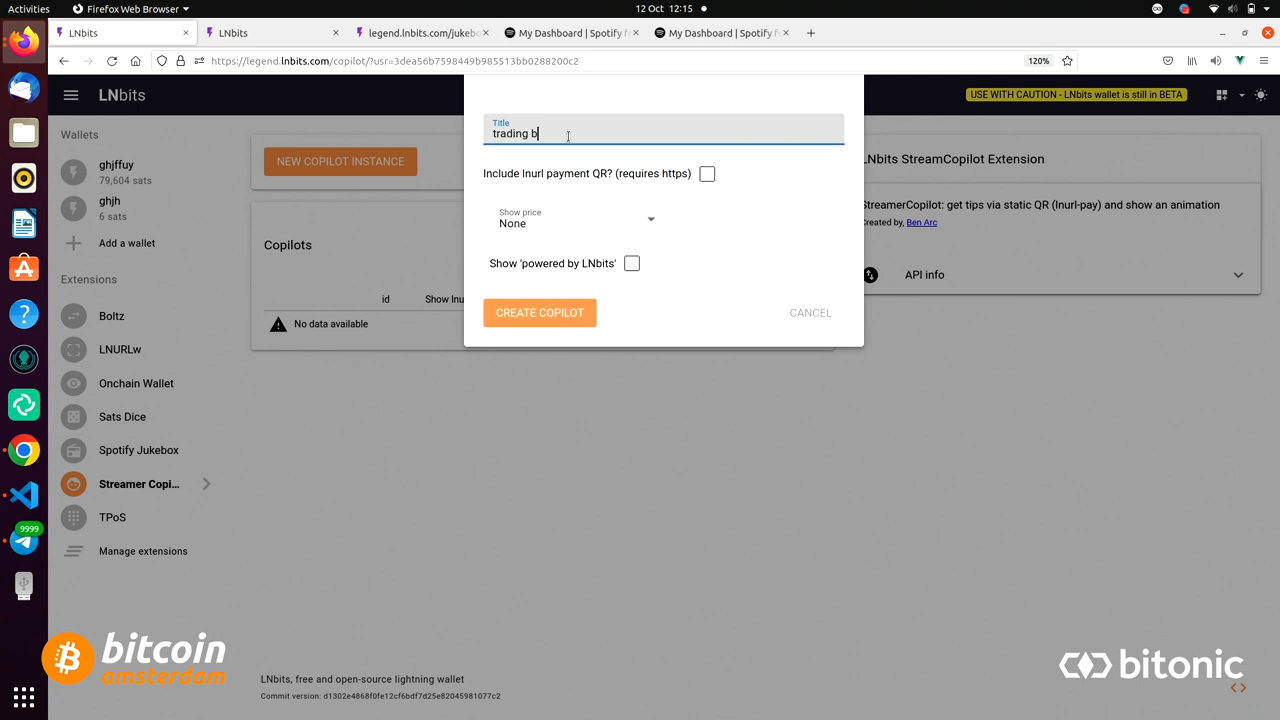 Activities
Firefox Web Browser
12 Oct 12:15
LNbits
LNbits
legend.lnbits.com/jukebo
My Dashboard | Spotify f
My Dashboard | Spotify f
https://legend.lnbits.com/copilot/?usr=3dea56b7598449b985513bb0288200c2
120%
LNbits
USE WITH CAUTION - LNbits wallet is still in BETA
Wallets
ghjffuy
79,604 sats
ghjh
6 sats
Add a wallet
Extensions
Boltz
LNURLw
Onchain Wallet
Sats Dice
Spotify Jukebox
Streamer Copi...
TPoS
Manage extensions
NEW COPILOT INSTANCE
Copilots
id
Show lnu
No data available
Title
trading b
Include lnurl payment QR? (requires https)
Show price
None
Show 'powered by LNbits'
CREATE COPILOT
CANCEL
LNbits StreamCopilot Extension
StreamerCopilot: get tips via static QR (lnurl-pay) and show an animation
Created by, Ben Arc
API info
9999
bitcoin
amsterdam
LNbits, free and open-source lightning wallet
Commit version: d1302e4868f0fe12cf6bdf7d25e82045981077c2
bitonic